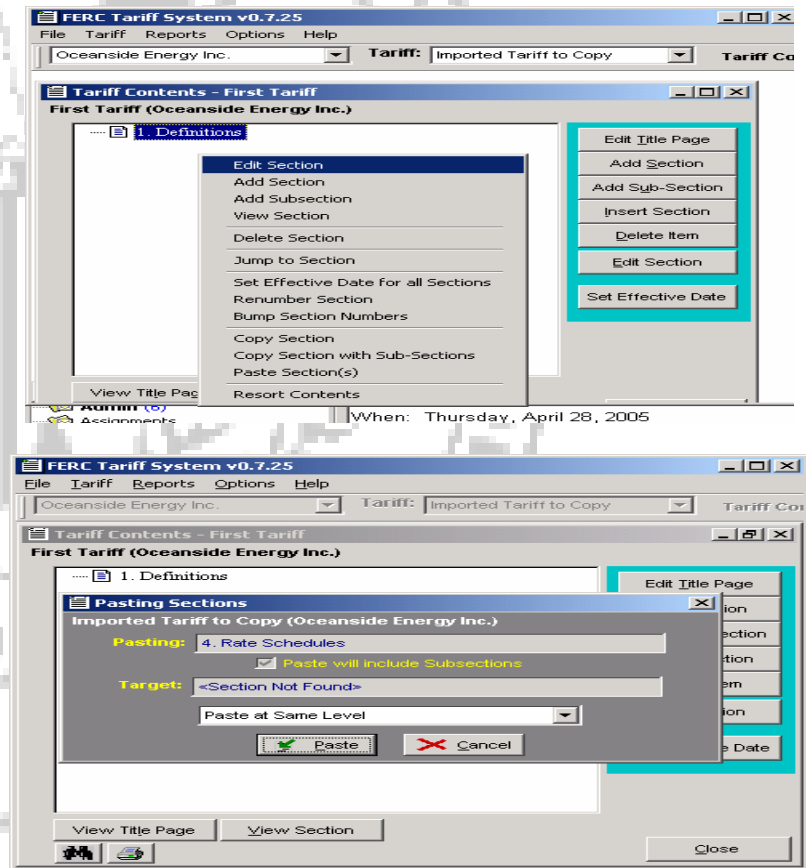 FERC Tariff System v0.7.25
File Tariff Reports Options Help
Oceanside Energy Inc. Tariff: Imported Tariff to Copy Tariff Co
Tariff Contents - First Tariff
First Tariff (Oceanside Energy Inc.)
1. Definitions
Edit Section
Add Section
Add Subsection
View Section
Delete Section
Jump to Section
Set Effective Date for all Sections
Renumber Section
Bump Section Numbers
Copy Section
Copy Section with Sub-Sections
Paste Section(s)
Resort Contents
Edit Title Page
Add Section
Add Sub-Section
Insert Section
Delete Item
Edit Section
Set Effective Date
View Title Pag
Admin (6)
Assignments
When: Thursday, April 28, 2005
FERC Tariff System v0.7.25
File Tariff Reports Options Help
Oceanside Energy Inc. Tariff: Imported Tariff to Copy Tariff Co
Tariff Contents - First Tariff
First Tariff (Oceanside Energy Inc.)
1. Definitions
Edit Title Page
Pasting Sections
Imported Tariff to Copy (Oceanside Energy Inc.)
Pasting: 4. Rate Schedules
Paste will include Subsections
Target: <Section Not Found>
Paste at Same Level
Paste Cancel
ion
ection
tion
em
ion
e Date
View Title Page View Section
Close